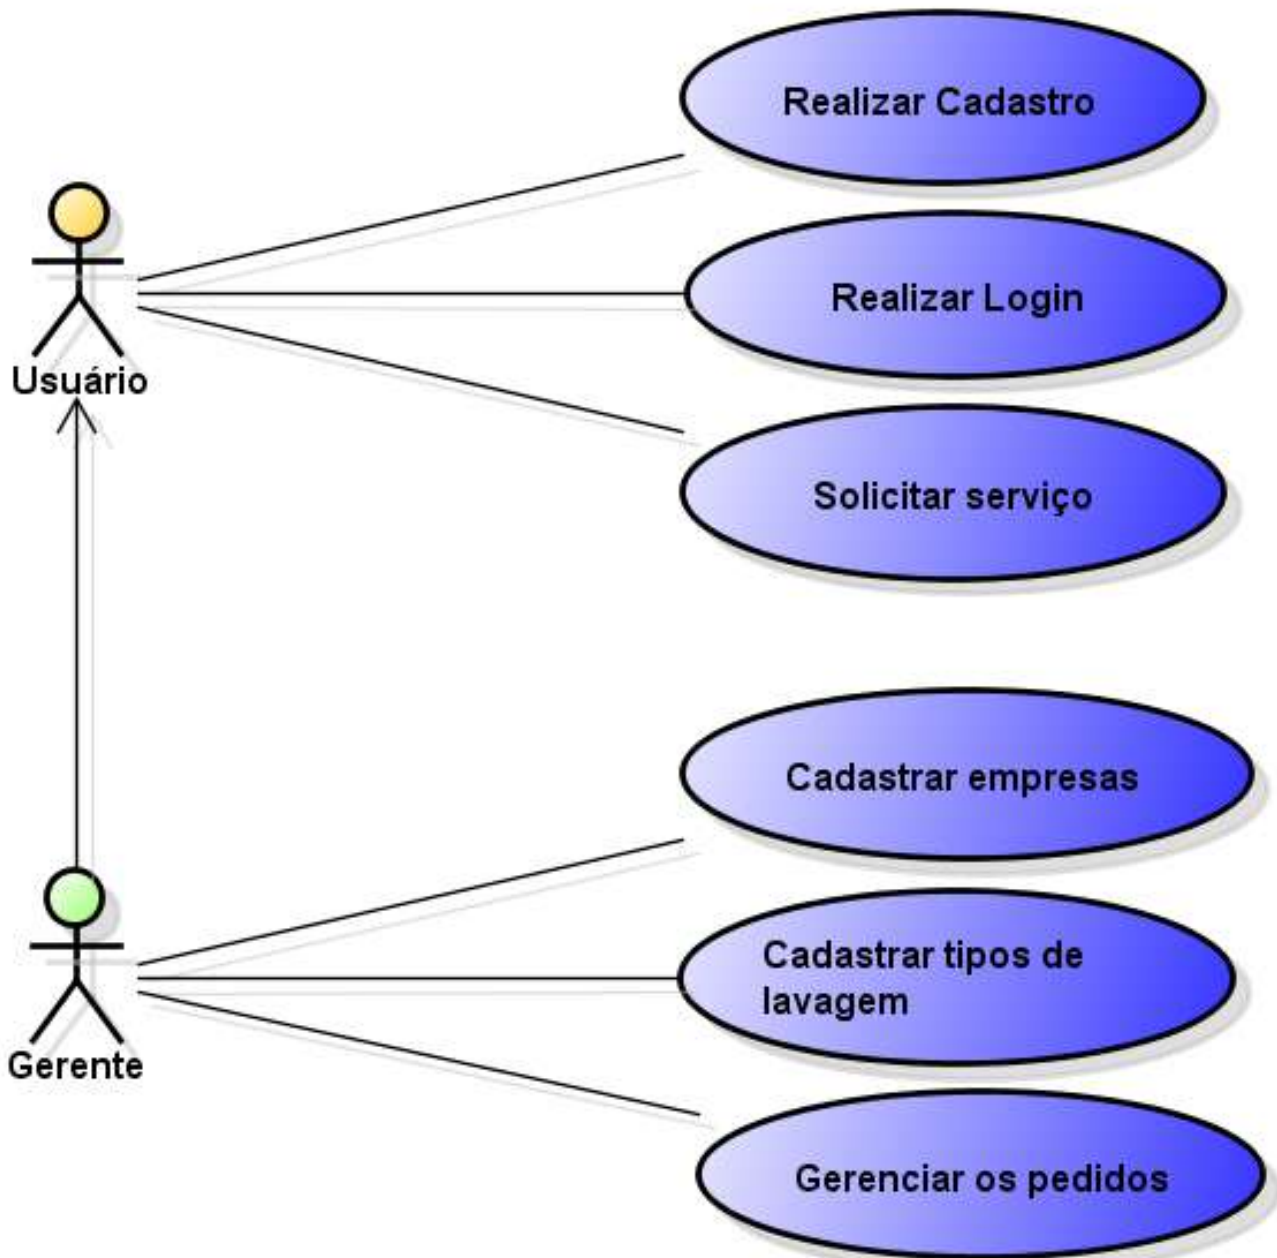 Realizar Cadastro
Realizar Login
Usuário
Solicitar serviço
Cadastrar empresas
Cadastrar tipos de
lavagem
Gerente
Gerenciar os pedidos